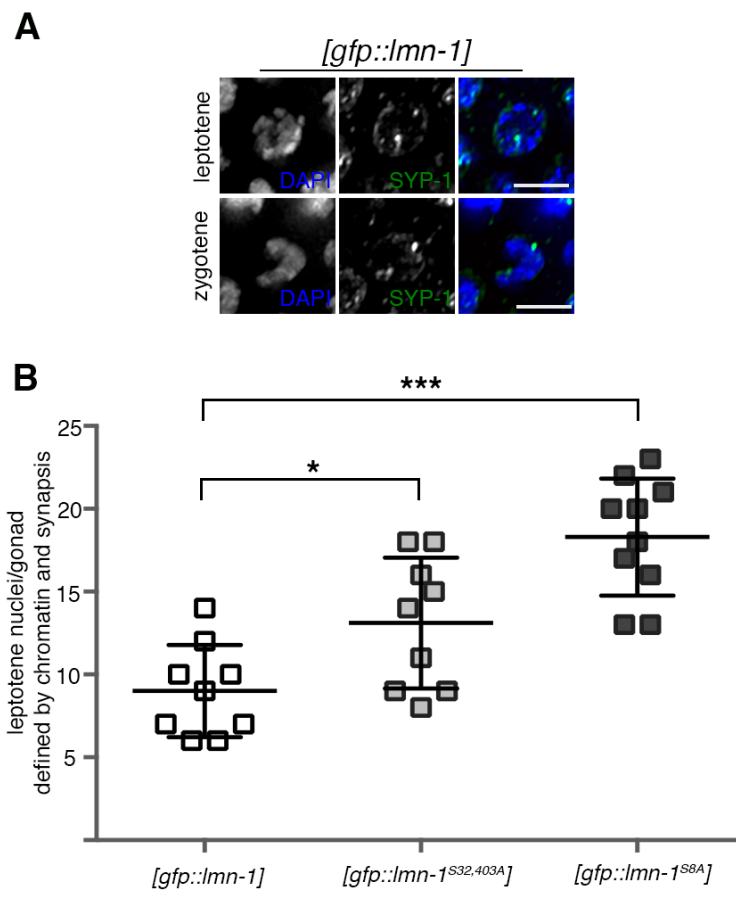 A
[gfp::lmn-1]
leptotene
DAPI
SYP-1
zygotene
DAPI
SYP-1
B
***
*
leptotene nuclei/gonad
defined by chromatin and synapsis
25
20
15
10
5
[gfp::lmn-1]
[gfp::lmn-1S32,403A]
[gfp::lmn-1S8A]